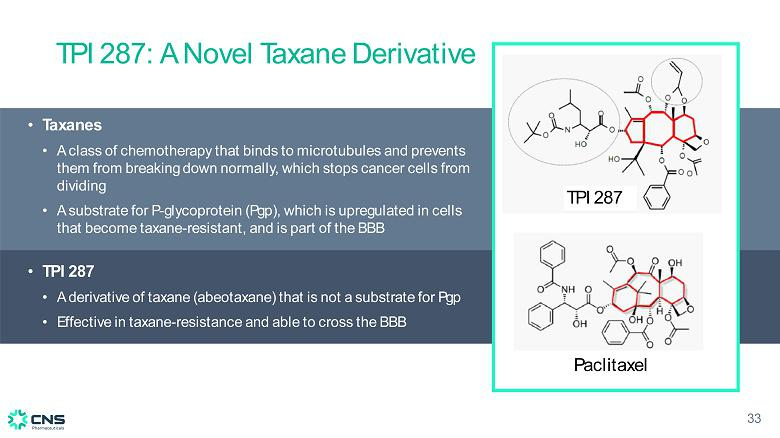 TPI 287: A Novel Taxane Derivative
• Taxanes
• A class of chemotherapy that binds to microtubules and prevents
them from breaking down normally, which stops cancer cells from
dividing
• A substrate for P-glycoprotein (Pgp), which is upregulated in cells
that become taxane-resistant, and is part of the BBB
• TPI 287
• A derivative of taxane (abeotaxane) that is not a substrate for Pgp
• Effective in taxane-resistance and able to cross the BBB
TPI 287
Paclitaxel
CNS
Pharmaceuticals
33